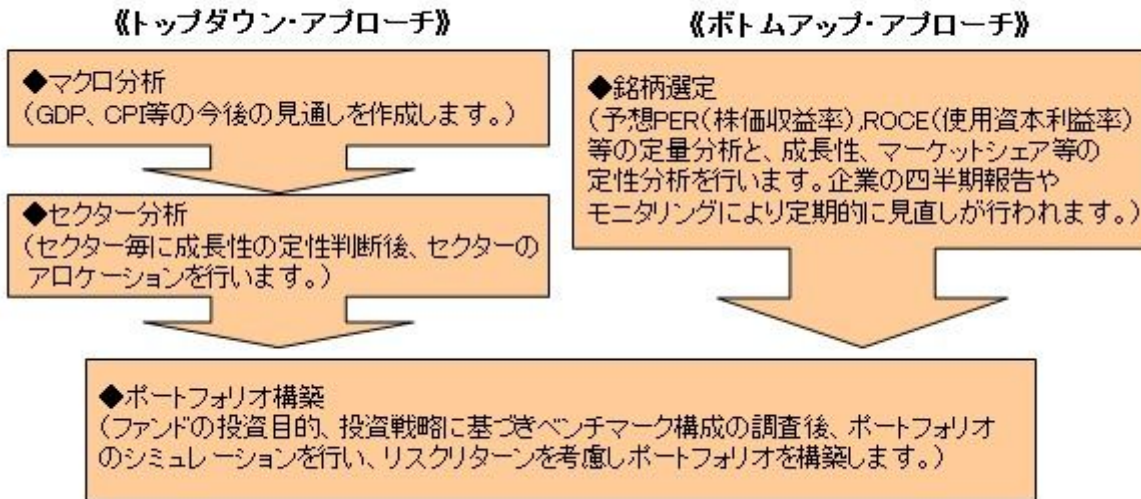 《トップダウン・アプローチ》
◆マクロ分析
(GDP、CPI等の今後の見通しを作成します。)
◆セクター分析
(セクター毎に成長性の定性判断後、セクターの
アロケーションを行います。)
《ボトムアップ・アプローチ》
◆銘柄選定
(予想PER(株価収益率),ROCE(使用資本利益率)
等の定量分析と、成長性、マーケットシェア等の
定性分析を行います。企業の四半期報告や
モニタリングにより定期的に見直しが行われます。)
◆ポートフォリオ構築
(ファンドの投資目的、投資戦略に基づきベンチマーク構成の調査後、ポートフォリオ
のシミュレーションを行い、リスクリターンを考慮しポートフォリオを構築します。)